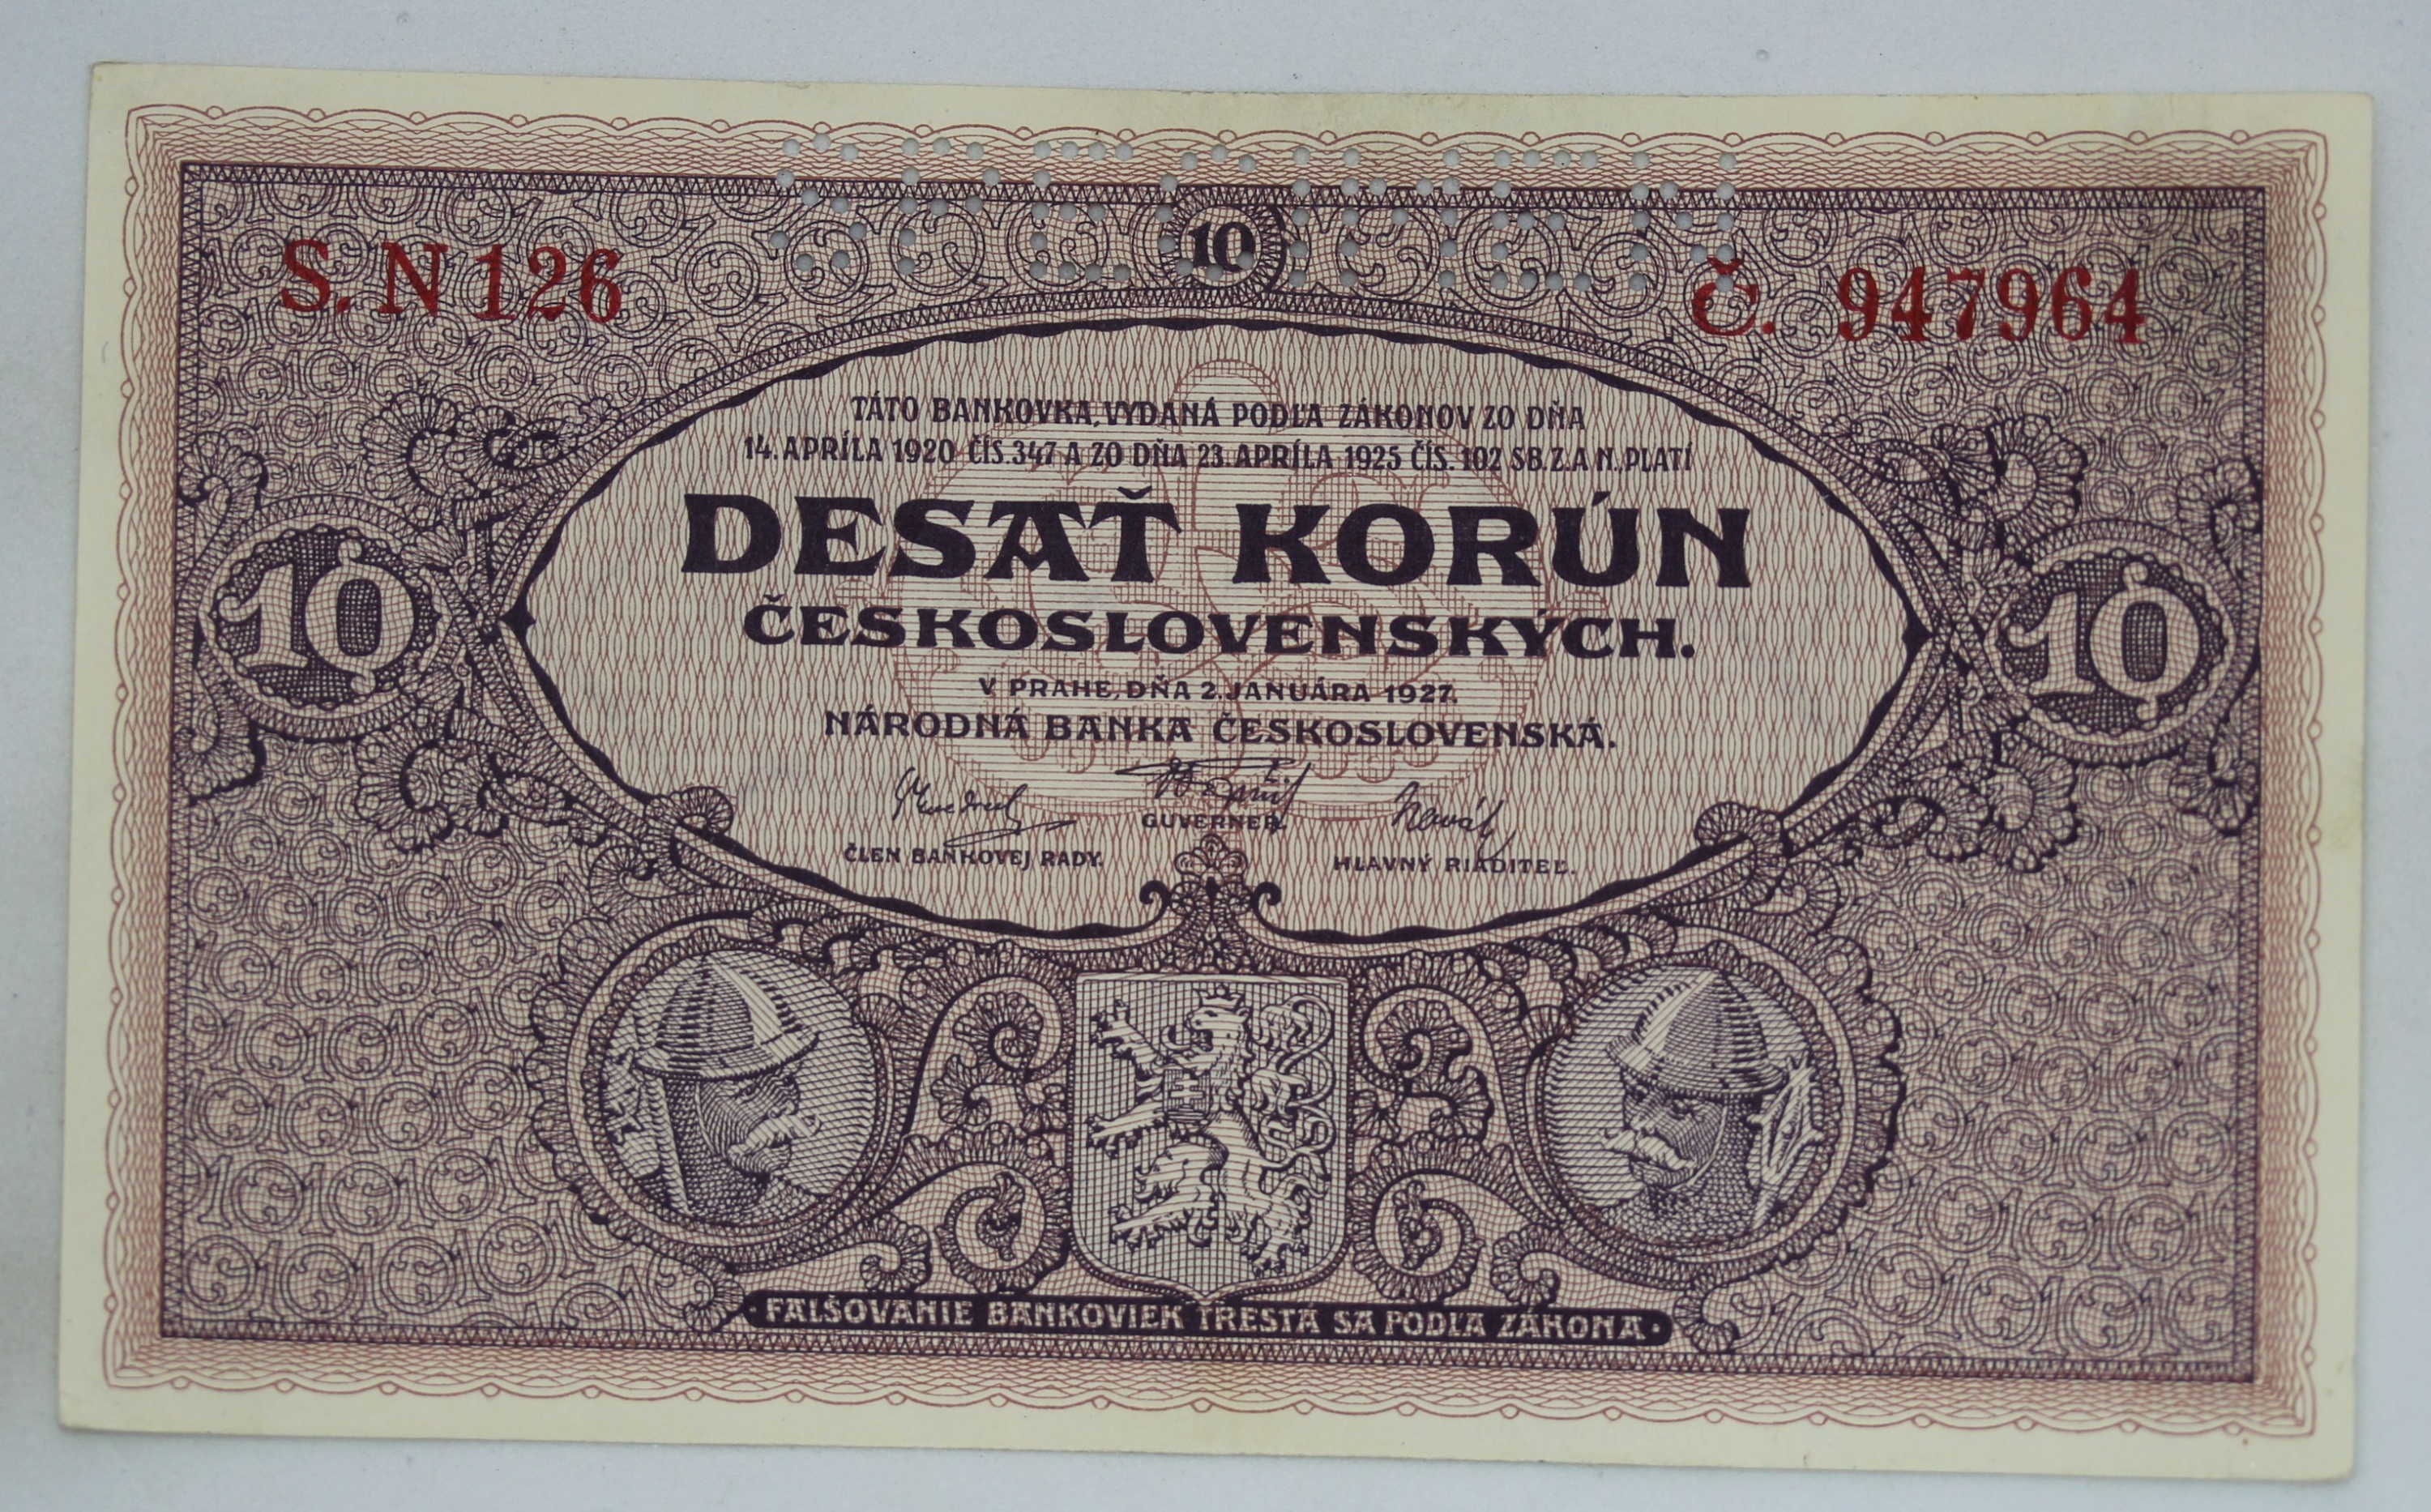 SPECIMEN
10
S. N 126
Č. 947964
TÁTO BANKOVKA, VYDANÁ PODĽA ZÁKONOV ZO DŇA
14. APRÍLA 1920 ČÍS. 347 A ZO DŇA 23. APRÍLA 1925 ČÍS. 102 SB. Z. A N. PLATÍ
DESAŤ KORÚN
ČESKOSLOVENSKÝCH.
10
10
V PRAHE, DŇA 2. JANUÁRA 1927.
NÁRODNÁ BANKA ČESKOSLOVENSKÁ.
GUVERNER.
ČLEN BANKOVEJ RADY.
HLAVNÝ RIADITEĽ.
FALŠOVANIE BANKOVIEK TRESTÁ SA PODĽA ZÁKONA